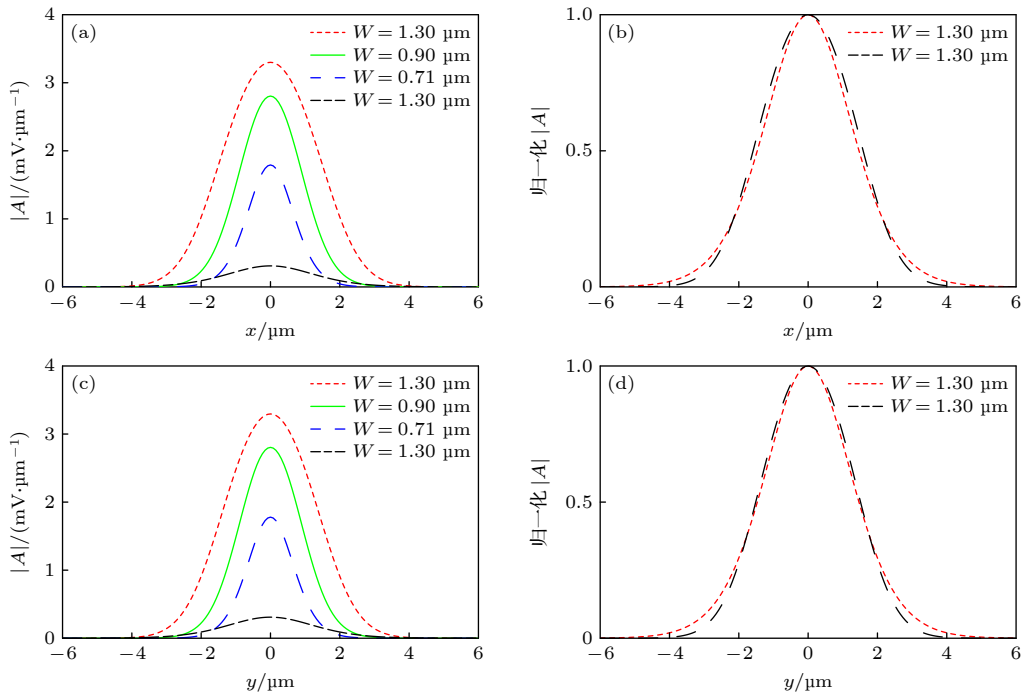 (a)
W = 1.30 µm
W = 0.90 µm
W = 0.71 µm
W = 1.30 µm
|A|/(mV·µm⁻¹)
4
3
2
1
0
−6
−4
−2
0
2
4
6
x/µm
(b)
W = 1.30 µm
W = 1.30 µm
归一化 |A|
1.0
0.5
0
−6
−4
−2
0
2
4
6
x/µm
(c)
W = 1.30 µm
W = 0.90 µm
W = 0.71 µm
W = 1.30 µm
|A|/(mV·µm⁻¹)
4
3
2
1
0
−6
−4
−2
0
2
4
6
y/µm
(d)
W = 1.30 µm
W = 1.30 µm
归一化 |A|
1.0
0.5
0
−6
−4
−2
0
2
4
6
y/µm